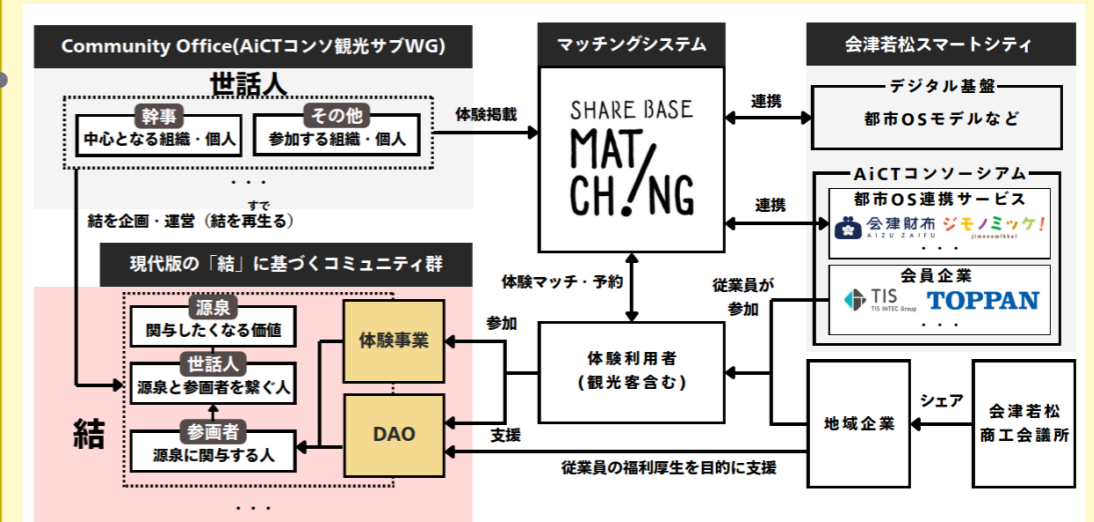 Community Office(AiCTコンソ観光サブWG)
世話人
幹事
中心となる組織・個人
その他
参加する組織・個人
・・・
すで
結を企画・運営（結を再生る）
体験掲載
マッチングシステム
SHARE BASE
MAT
CH!NG
連携
連携
会津若松スマートシティ
デジタル基盤
都市OSモデルなど
AiCTコンソーシアム
都市OS連携サービス
会津財布
AIZU ZAIFU
ジモノミッケ!
jimonomikke!
・・・
会員企業
TIS
TIS INTEC Group
TOPPAN
・・・
現代版の「結」に基づくコミュニティ群
結
源泉
関与したくなる価値
世話人
源泉と参画者を繋ぐ人
参画者
源泉に関与する人
・・・
体験事業
DAO
参加
支援
体験マッチ・予約
体験利用者
(観光客含む)
従業員が
参加
地域企業
シェア
会津若松
商工会議所
従業員の福利厚生を目的に支援